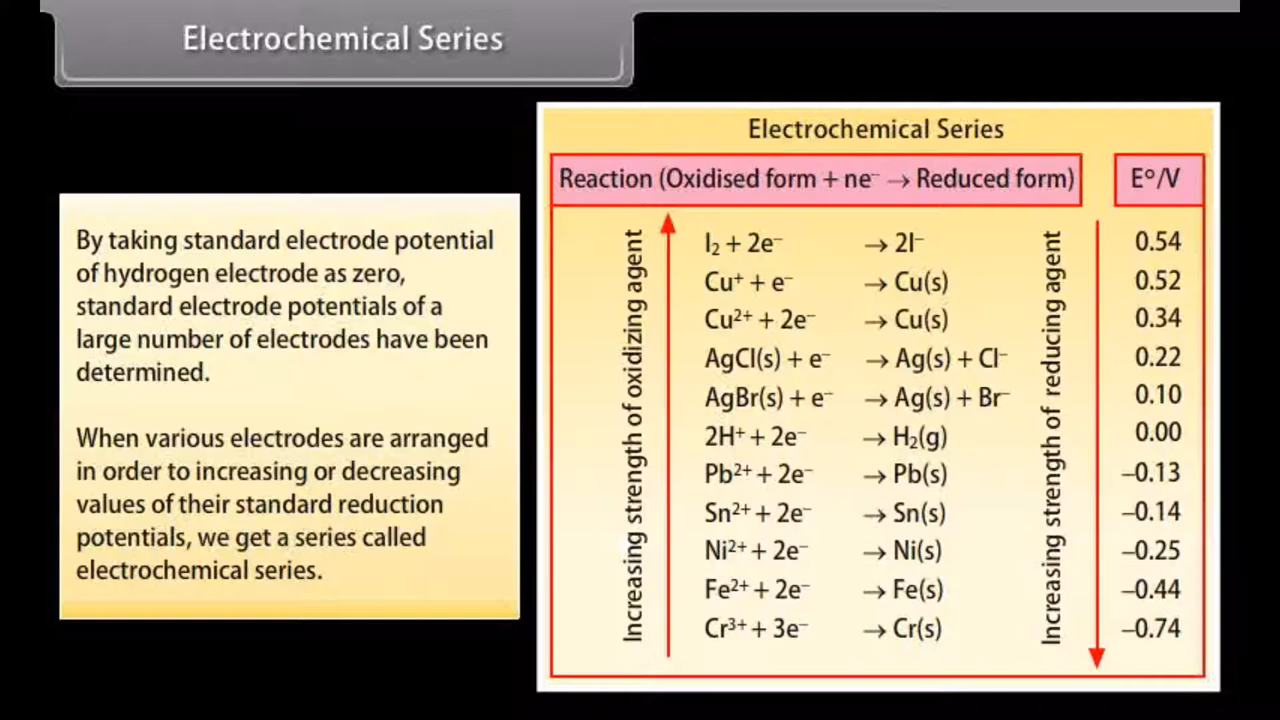 Electrochemical Series
By taking standard electrode potential
of hydrogen electrode as zero,
standard electrode potentials of a
large number of electrodes have been
determined.
When various electrodes are arranged
in order to increasing or decreasing
values of their standard reduction
potentials, we get a series called
electrochemical series.
Electrochemical Series
Reaction (Oxidised form + ne⁻ → Reduced form) E°/V
Increasing strength of oxidizing agent
I₂ + 2e⁻ → 2I⁻ 0.54
Cu⁺ + e⁻ → Cu(s) 0.52
Cu²⁺ + 2e⁻ → Cu(s) 0.34
AgCl(s) + e⁻ → Ag(s) + Cl⁻ 0.22
AgBr(s) + e⁻ → Ag(s) + Br⁻ 0.10
2H⁺ + 2e⁻ → H₂(g) 0.00
Pb²⁺ + 2e⁻ → Pb(s) –0.13
Sn²⁺ + 2e⁻ → Sn(s) –0.14
Ni²⁺ + 2e⁻ → Ni(s) –0.25
Fe²⁺ + 2e⁻ → Fe(s) –0.44
Cr³⁺ + 3e⁻ → Cr(s) –0.74
Increasing strength of reducing agent